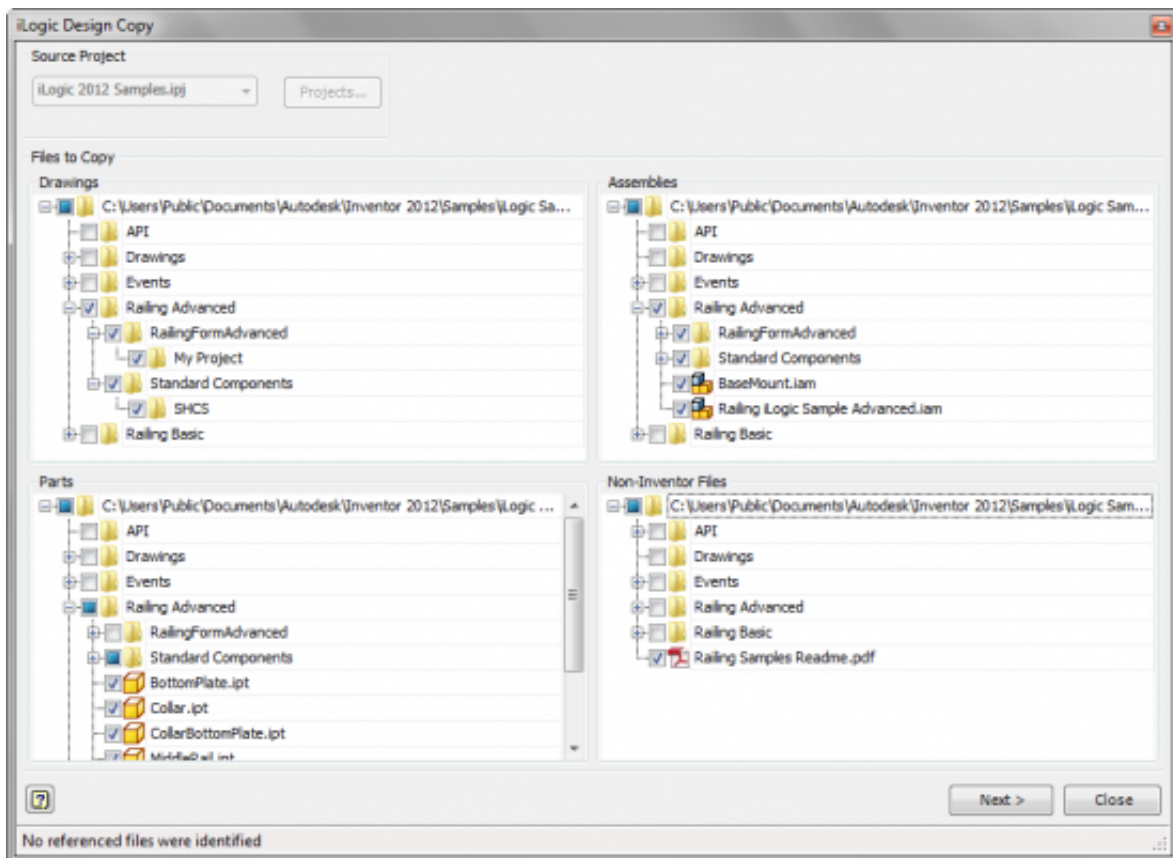 iLogic Design Copy
Source Project
iLogic 2012 Samples.ipj
Projects...
Files to Copy
Drawings
C:\Users\Public\Documents\Autodesk\Inventor 2012\Samples\iLogic Sa...
API
Drawings
Events
Railing Advanced
RailingFormAdvanced
My Project
Standard Components
SHCS
Railing Basic
Assemblies
C:\Users\Public\Documents\Autodesk\Inventor 2012\Samples\iLogic Sam...
API
Drawings
Events
Railing Advanced
RailingFormAdvanced
Standard Components
BaseMount.iam
Railing iLogic Sample Advanced.iam
Railing Basic
Parts
C:\Users\Public\Documents\Autodesk\Inventor 2012\Samples\iLogic ...
API
Drawings
Events
Railing Advanced
RailingFormAdvanced
Standard Components
BottomPlate.ipt
Collar.ipt
CollarBottomPlate.ipt
MiddleRail.ipt
Non-Inventor Files
C:\Users\Public\Documents\Autodesk\Inventor 2012\Samples\iLogic Sam...
API
Drawings
Events
Railing Advanced
Railing Basic
Railing Samples Readme.pdf
Next >
Close
No referenced files were identified